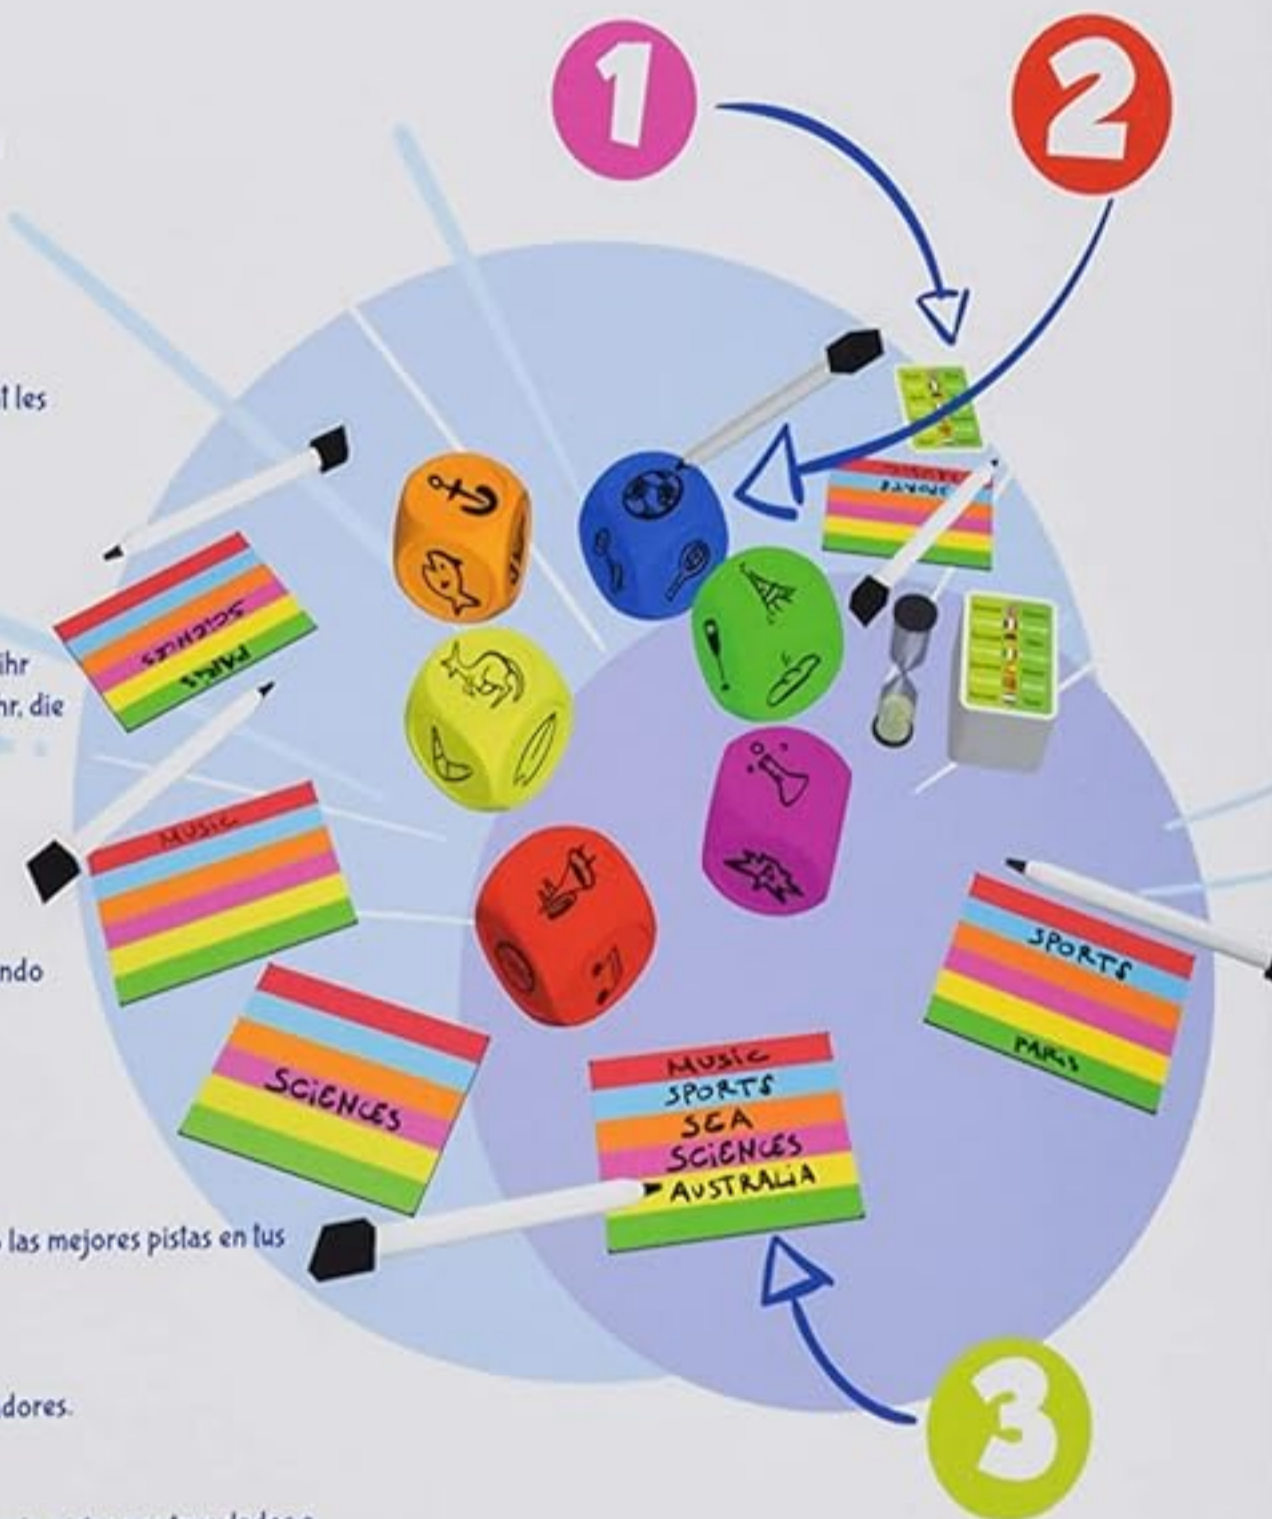 1
2
t les
MUSIC
SPORTS
ihr
hr, die
SCIENCES
PARIS
MUSIC
ndo
SPORTS
PARIS
SCIENCES
MUSIC
SPORTS
SEA
SCIENCES
AUSTRALIA
las mejores pistas en tus
dores.
3